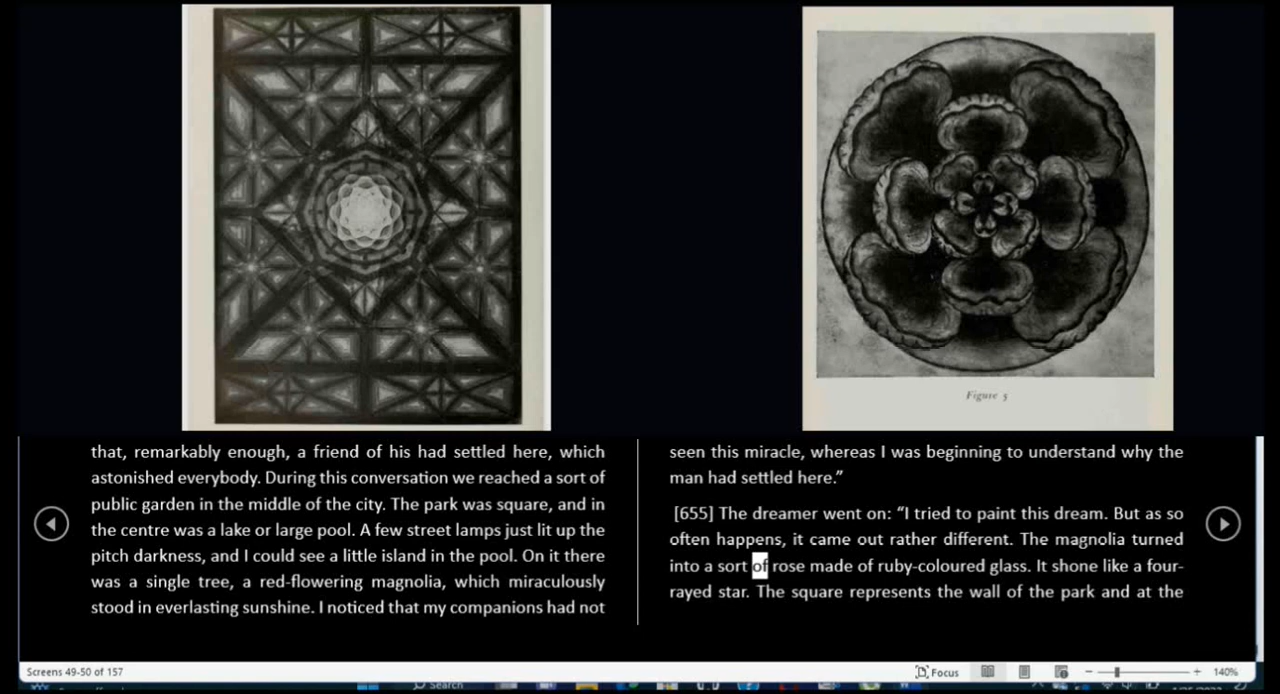 Figure 5
that, remarkably enough, a friend of his had settled here, which
astonished everybody. During this conversation we reached a sort of
public garden in the middle of the city. The park was square, and in
the centre was a lake or large pool. A few street lamps just lit up the
pitch darkness, and I could see a little island in the pool. On it there
was a single tree, a red-flowering magnolia, which miraculously
stood in everlasting sunshine. I noticed that my companions had not
seen this miracle, whereas I was beginning to understand why the
man had settled here.”
[655] The dreamer went on: “I tried to paint this dream. But as so
often happens, it came out rather different. The magnolia turned
into a sort of rose made of ruby-coloured glass. It shone like a four-
rayed star. The square represents the wall of the park and at the
Screens 49-50 of 157
Focus
140%
Search